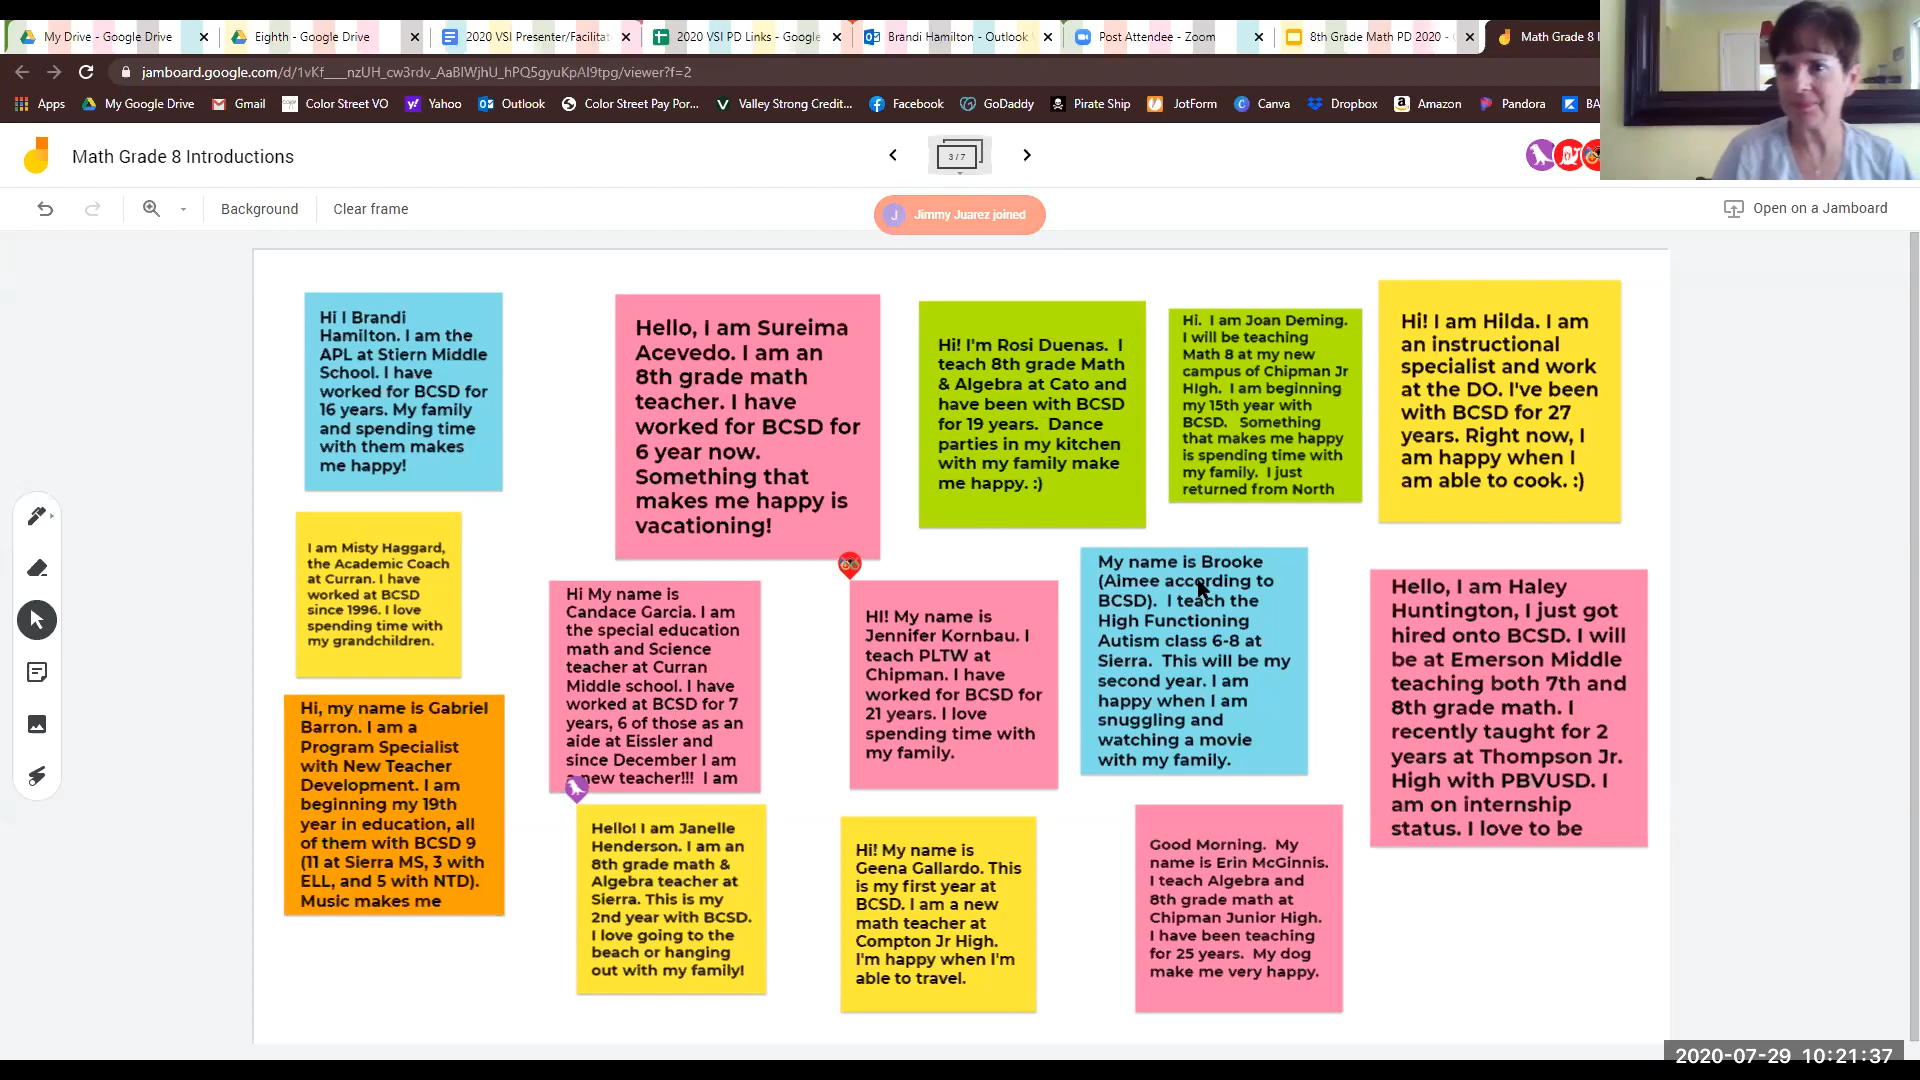 My Drive - Google Drive
Eighth - Google Drive
2020 VSI Presenter/Facilitat
2020 VSI PD Links - Google
Brandi Hamilton - Outlook
Post Attendee - Zoom
8th Grade Math PD 2020 -
Math Grade 8 I
Apps
My Google Drive
Gmail
Color Street VO
Yahoo
Outlook
Color Street Pay Por...
Valley Strong Credit...
Facebook
GoDaddy
Pirate Ship
JotForm
Canva
Dropbox
Amazon
Pandora
BA
Math Grade 8 Introductions
3 / 7
Background
Clear frame
J
Jimmy Juarez joined
Open on a Jamboard
Hi I Brandi
Hamilton. I am the
APL at Stiern Middle
School. I have
worked for BCSD for
16 years. My family
and spending time
with them makes
me happy!
Hello, I am Sureima
Acevedo. I am an
8th grade math
teacher. I have
worked for BCSD for
6 year now.
Something that
makes me happy is
vacationing!
Hi! I'm Rosi Duenas. I
teach 8th grade Math
& Algebra at Cato and
have been with BCSD
for 19 years. Dance
parties in my kitchen
with my family make
me happy. :)
Hi. I am Joan Deming.
I will be teaching
Math 8 at my new
campus of Chipman Jr
HIgh. I am beginning
my 15th year with
BCSD. Something
that makes me happy
is spending time with
my family. I just
returned from North
Hi! I am Hilda. I am
an instructional
specialist and work
at the DO. I've been
with BCSD for 27
years. Right now, I
am happy when I
am able to cook. :)
I am Misty Haggard,
the Academic Coach
at Curran. I have
worked at BCSD
since 1996. I love
spending time with
my grandchildren.
Hi My name is
Candace Garcia. I am
the special education
math and Science
teacher at Curran
Middle school. I have
worked at BCSD for 7
years, 6 of those as an
aide at Eissler and
since December I am
a new teacher!!! I am
HI! My name is
Jennifer Kornbau. I
teach PLTW at
Chipman. I have
worked for BCSD for
21 years. I love
spending time with
my family.
My name is Brooke
(Aimee according to
BCSD). I teach the
High Functioning
Autism class 6-8 at
Sierra. This will be my
second year. I am
happy when I am
snuggling and
watching a movie
with my family.
Hello, I am Haley
Huntington, I just got
hired onto BCSD. I will
be at Emerson Middle
teaching both 7th and
8th grade math. I
recently taught for 2
years at Thompson Jr.
High with PBVUSD. I
am on internship
status. I love to be
Hi, my name is Gabriel
Barron. I am a
Program Specialist
with New Teacher
Development. I am
beginning my 19th
year in education, all
of them with BCSD 9
(11 at Sierra MS, 3 with
ELL, and 5 with NTD).
Music makes me
Hello! I am Janelle
Henderson. I am an
8th grade math &
Algebra teacher at
Sierra. This is my
2nd year with BCSD.
I love going to the
beach or hanging
out with my family!
Hi! My name is
Geena Gallardo. This
is my first year at
BCSD. I am a new
math teacher at
Compton Jr High.
I'm happy when I'm
able to travel.
Good Morning. My
name is Erin McGinnis.
I teach Algebra and
8th grade math at
Chipman Junior High.
I have been teaching
for 25 years. My dog
make me very happy.
2020-07-29 10:21:37